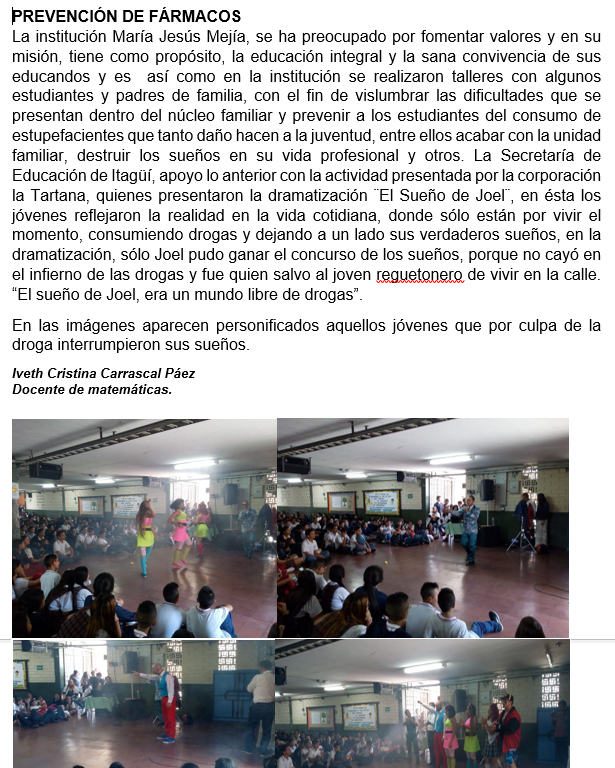 PREVENCIÓN DE FÁRMACOS
La institución María Jesús Mejía, se ha preocupado por fomentar valores y en su
misión, tiene como propósito, la educación integral y la sana convivencia de sus
educandos y es así como en la institución se realizaron talleres con algunos
estudiantes y padres de familia, con el fin de vislumbrar las dificultades que se
presentan dentro del núcleo familiar y prevenir a los estudiantes del consumo de
estupefacientes que tanto daño hacen a la juventud, entre ellos acabar con la unidad
familiar, destruir los sueños en su vida profesional y otros. La Secretaría de
Educación de Itagüí, apoyo lo anterior con la actividad presentada por la corporación
la Tartana, quienes presentaron la dramatización ¨El Sueño de Joel¨, en ésta los
jóvenes reflejaron la realidad en la vida cotidiana, donde sólo están por vivir el
momento, consumiendo drogas y dejando a un lado sus verdaderos sueños, en la
dramatización, sólo Joel pudo ganar el concurso de los sueños, porque no cayó en
el infierno de las drogas y fue quien salvo al joven reguetonero de vivir en la calle.
“El sueño de Joel, era un mundo libre de drogas”.
En las imágenes aparecen personificados aquellos jóvenes que por culpa de la
droga interrumpieron sus sueños.
Iveth Cristina Carrascal Páez
Docente de matemáticas.